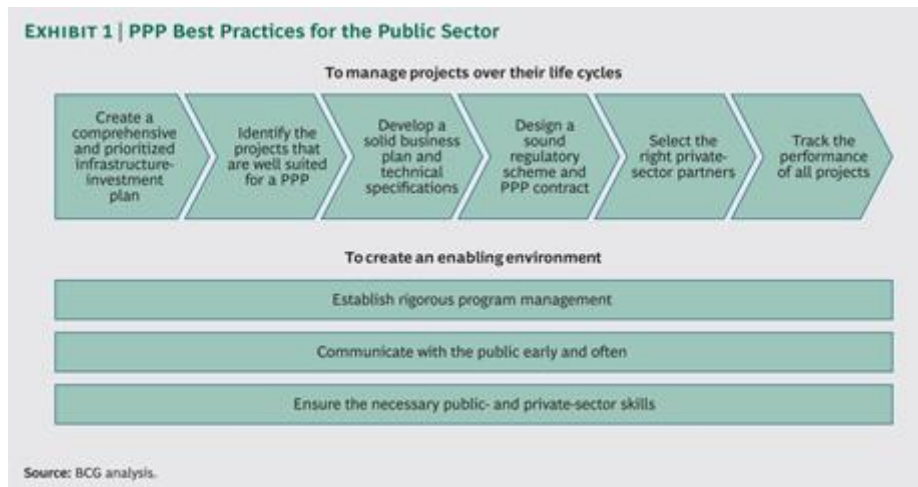 EXHIBIT 1 | PPP Best Practices for the Public Sector
To manage projects over their life cycles
Create a
comprehensive
and prioritized
infrastructure-
investment
plan
Identify the
projects that
are well suited
for a PPP
Develop a
solid business
plan and
technical
specifications
Design a
sound
regulatory
scheme and
PPP contract
Select the
right private-
sector partners
Track the
performance
of all projects
To create an enabling environment
Establish rigorous program management
Communicate with the public early and often
Ensure the necessary public- and private-sector skills
Source: BCG analysis.